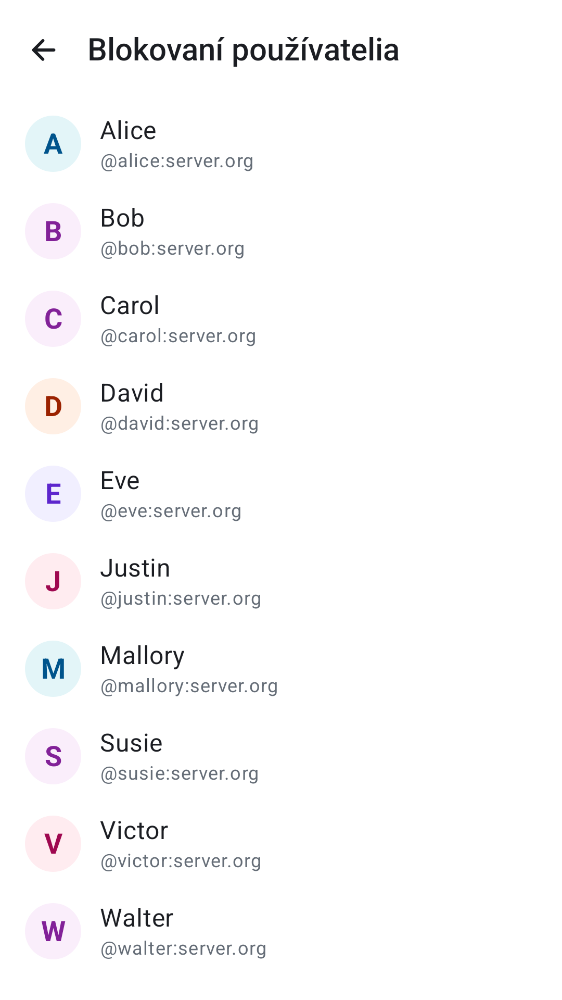 Blokovaní používatelia
A
Alice
@alice:server.org
B
Bob
@bob:server.org
C
Carol
@carol:server.org
D
David
@david:server.org
E
Eve
@eve:server.org
J
Justin
@justin:server.org
M
Mallory
@mallory:server.org
S
Susie
@susie:server.org
V
Victor
@victor:server.org
W
Walter
@walter:server.org